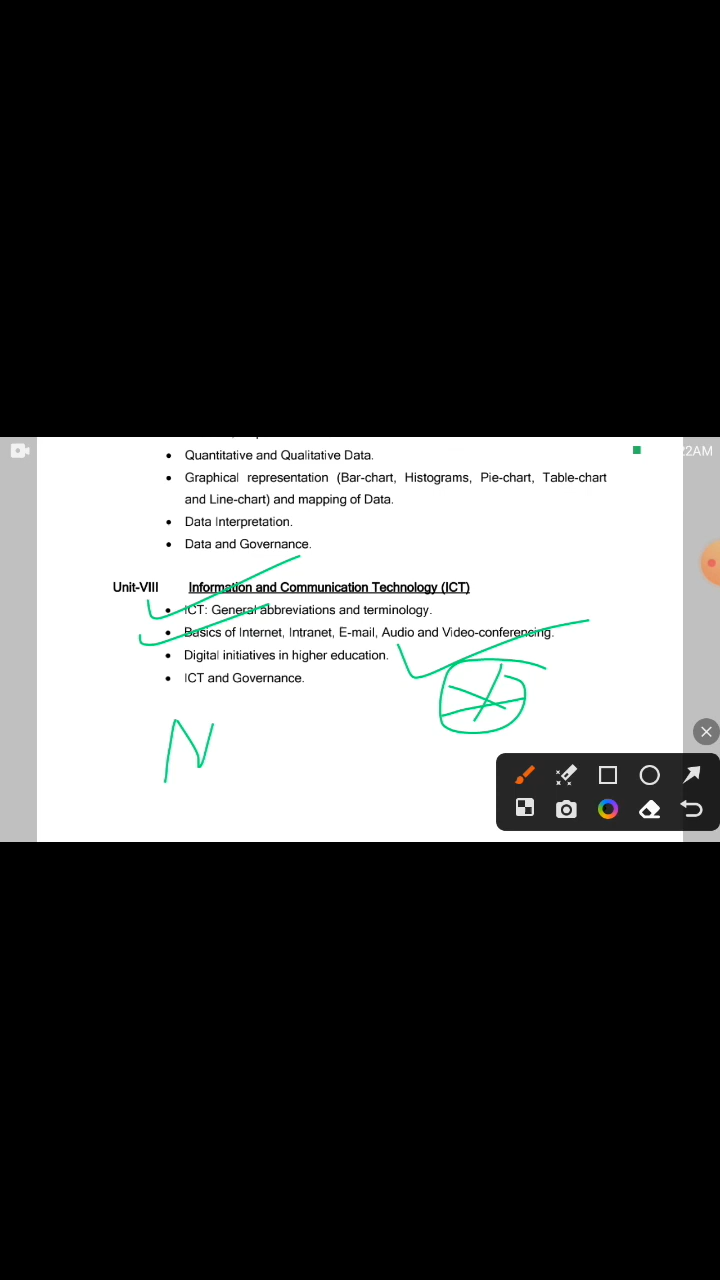 • Quantitative and Qualitative Data.
• Graphical representation (Bar-chart, Histograms, Pie-chart, Table-chart
and Line-chart) and mapping of Data.
• Data Interpretation.
• Data and Governance.
Unit-VIII Information and Communication Technology (ICT)
• ICT: General abbreviations and terminology.
• Basics of Internet, Intranet, E-mail, Audio and Video-conferencing.
• Digital initiatives in higher education.
• ICT and Governance.
N
2AM